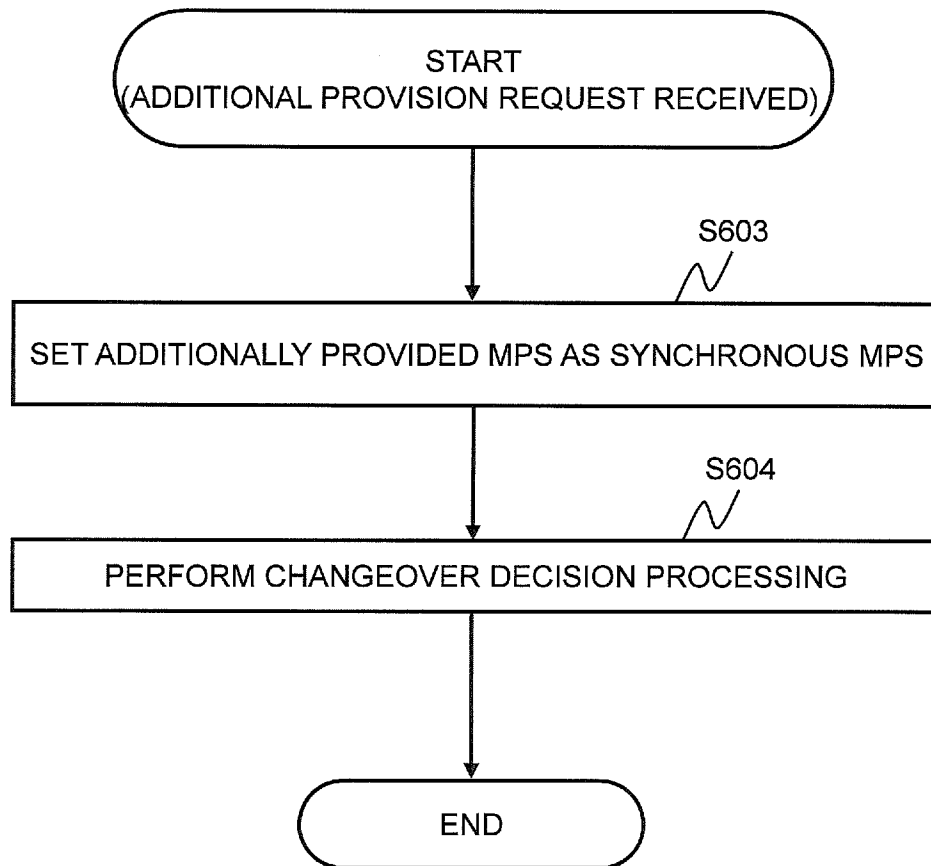 START
(ADDITIONAL PROVISION REQUEST RECEIVED)
S603
SET ADDITIONALLY PROVIDED MPS AS SYNCHRONOUS MPS
S604
PERFORM CHANGEOVER DECISION PROCESSING
END